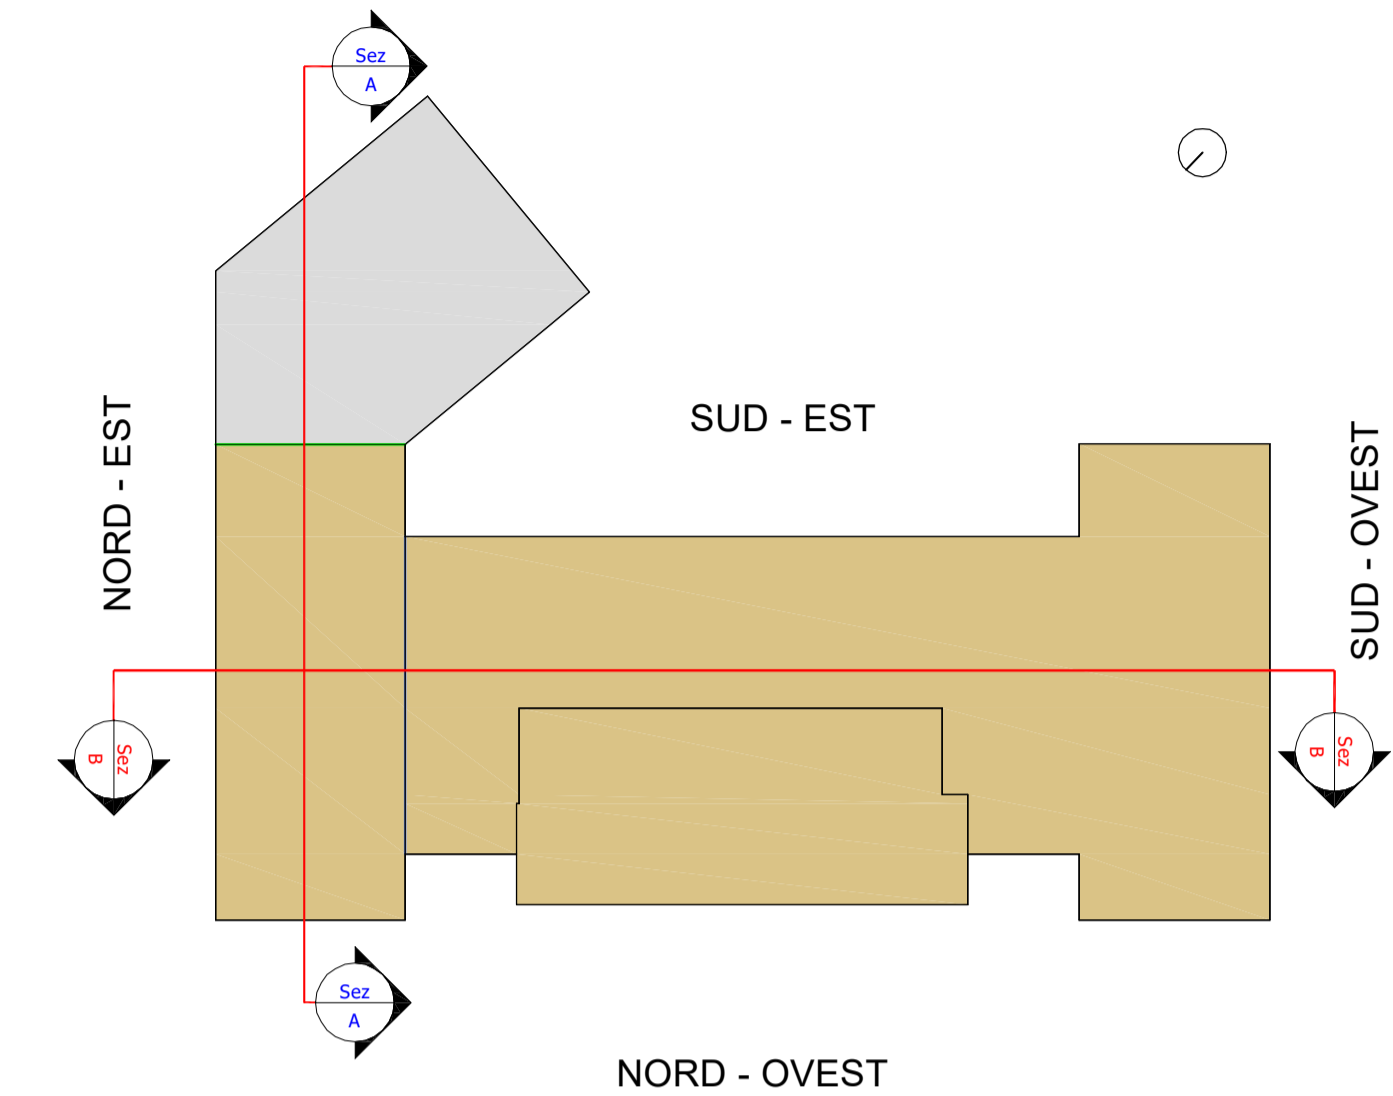 Sez
A
SUD - EST
NORD - EST
SUD - OVEST
Sez
B
Sez
B
Sez
A
NORD - OVEST